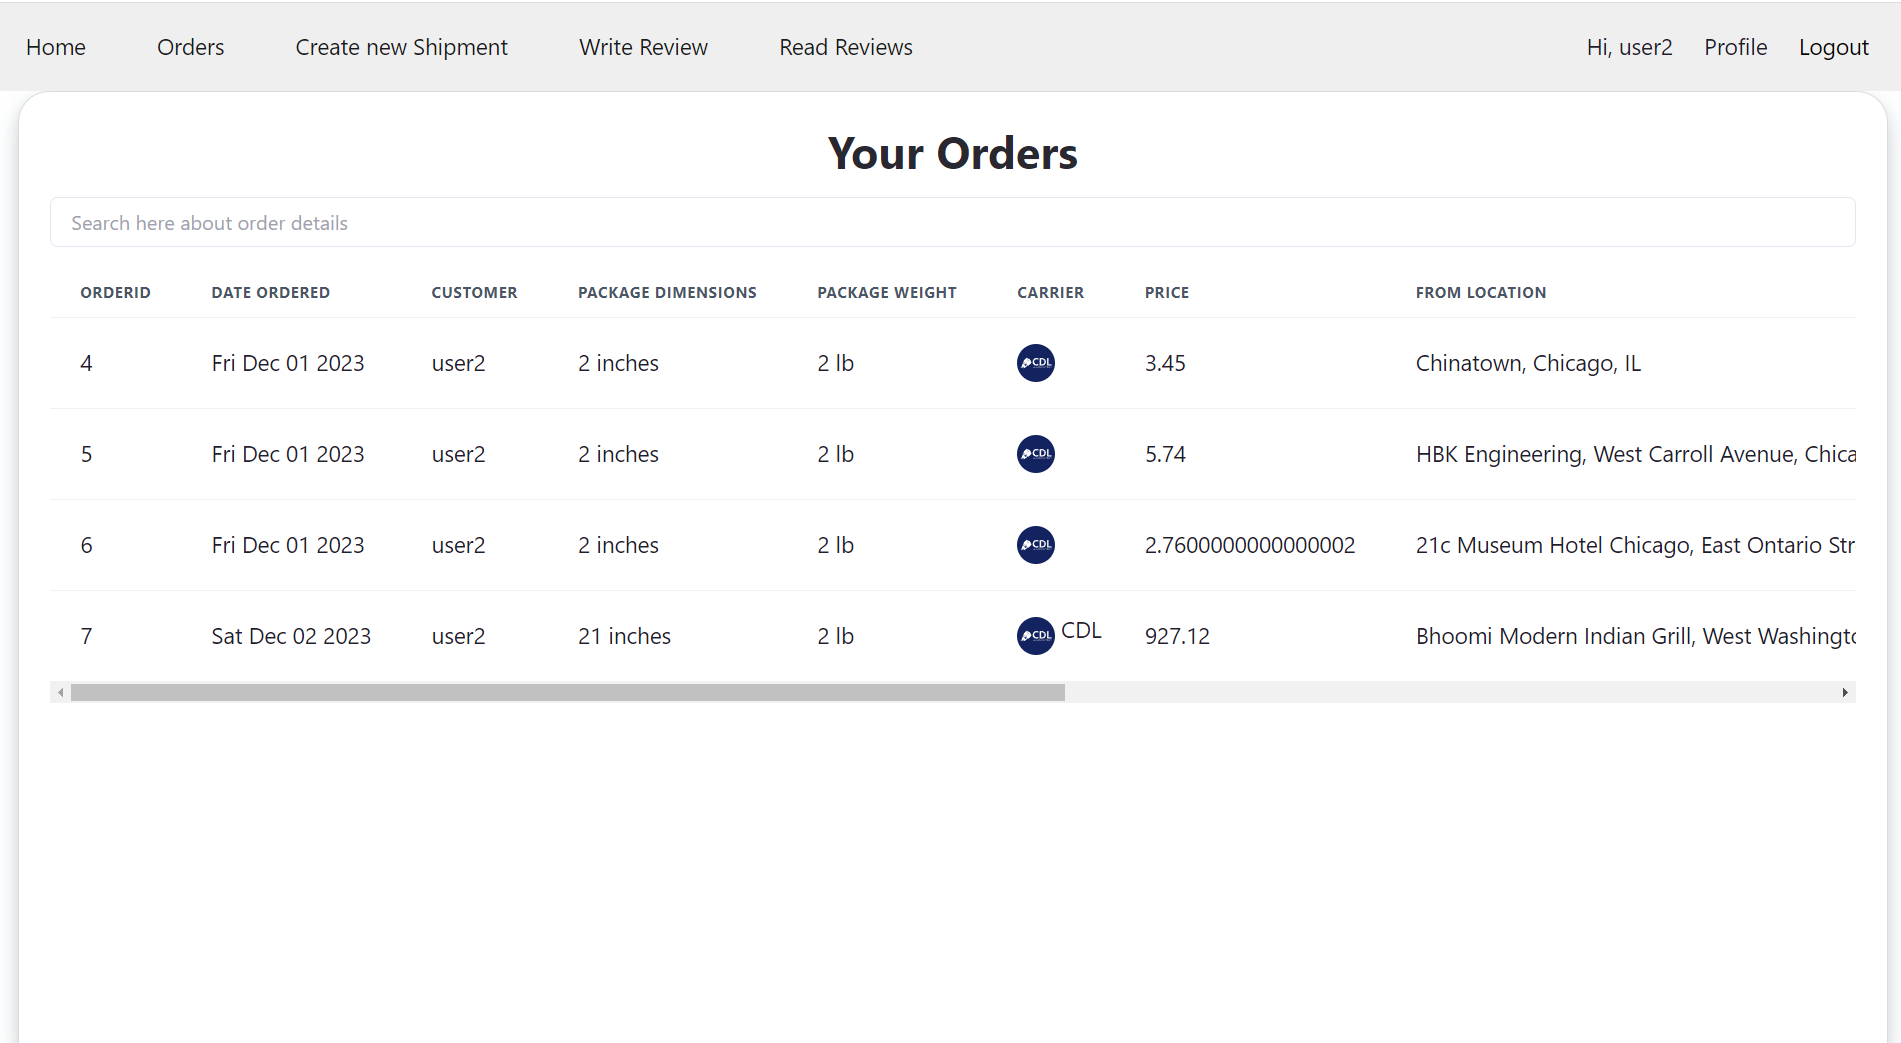 Home Orders Create new Shipment Write Review Read Reviews Hi, user2 Profile Logout
Your Orders
Search here about order details
ORDERID DATE ORDERED CUSTOMER PACKAGE DIMENSIONS PACKAGE WEIGHT CARRIER PRICE FROM LOCATION
4 Fri Dec 01 2023 user2 2 inches 2 lb CDL 3.45 Chinatown, Chicago, IL
5 Fri Dec 01 2023 user2 2 inches 2 lb CDL 5.74 HBK Engineering, West Carroll Avenue, Chica
6 Fri Dec 01 2023 user2 2 inches 2 lb CDL 2.7600000000000002 21c Museum Hotel Chicago, East Ontario Str
7 Sat Dec 02 2023 user2 21 inches 2 lb CDL CDL 927.12 Bhoomi Modern Indian Grill, West Washingto